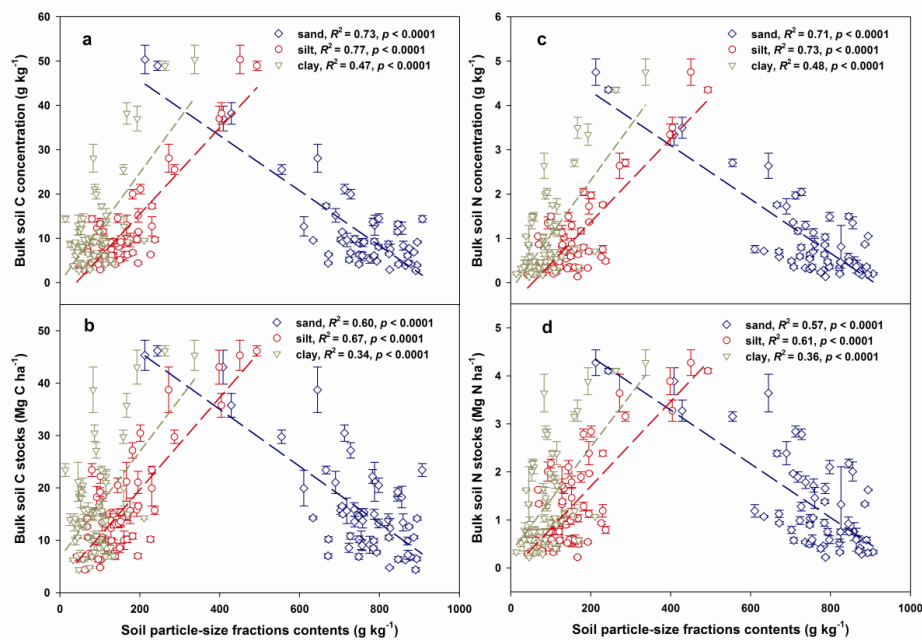 a
sand, R² = 0.73, p < 0.0001
silt, R² = 0.77, p < 0.0001
clay, R² = 0.47, p < 0.0001
Bulk soil C concentration (g kg⁻¹)
60
50
40
30
20
10
0
c
sand, R² = 0.71, p < 0.0001
silt, R² = 0.73, p < 0.0001
clay, R² = 0.48, p < 0.0001
Bulk soil N concentration (g kg⁻¹)
6
5
4
3
2
1
0
b
sand, R² = 0.60, p < 0.0001
silt, R² = 0.67, p < 0.0001
clay, R² = 0.34, p < 0.0001
Bulk soil C stocks (Mg C ha⁻¹)
50
40
30
20
10
0
0 200 400 600 800 1000
Soil particle-size fractions contents (g kg⁻¹)
d
sand, R² = 0.57, p < 0.0001
silt, R² = 0.61, p < 0.0001
clay, R² = 0.36, p < 0.0001
Bulk soil N stocks (Mg N ha⁻¹)
5
4
3
2
1
0
0 200 400 600 800 1000
Soil particle-size fractions contents (g kg⁻¹)